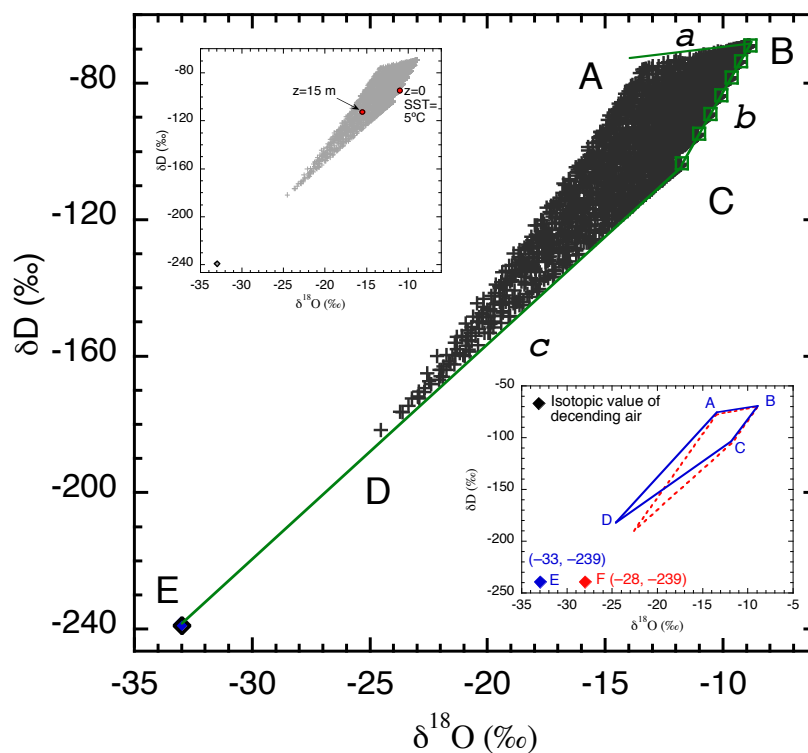 -80
-120
-160
-200
-240
δD (‰)
-35
-30
-25
-20
-15
-10
-5
δ18O (‰)
a
B
A
b
C
c
D
E
-40
-80
-120
-160
-200
-240
δD (‰)
z=15 m
z=0
SST=
5ºC
-35
-30
-25
-20
-15
-10
δ18O (‰)
-50
-100
-150
-200
-250
δD (‰)
Isotopic value of
decending air
A
B
C
D
(–33, –239)
E
F (–28, –239)
-35
-30
-25
-20
-15
-10
-5
δ18O (‰)